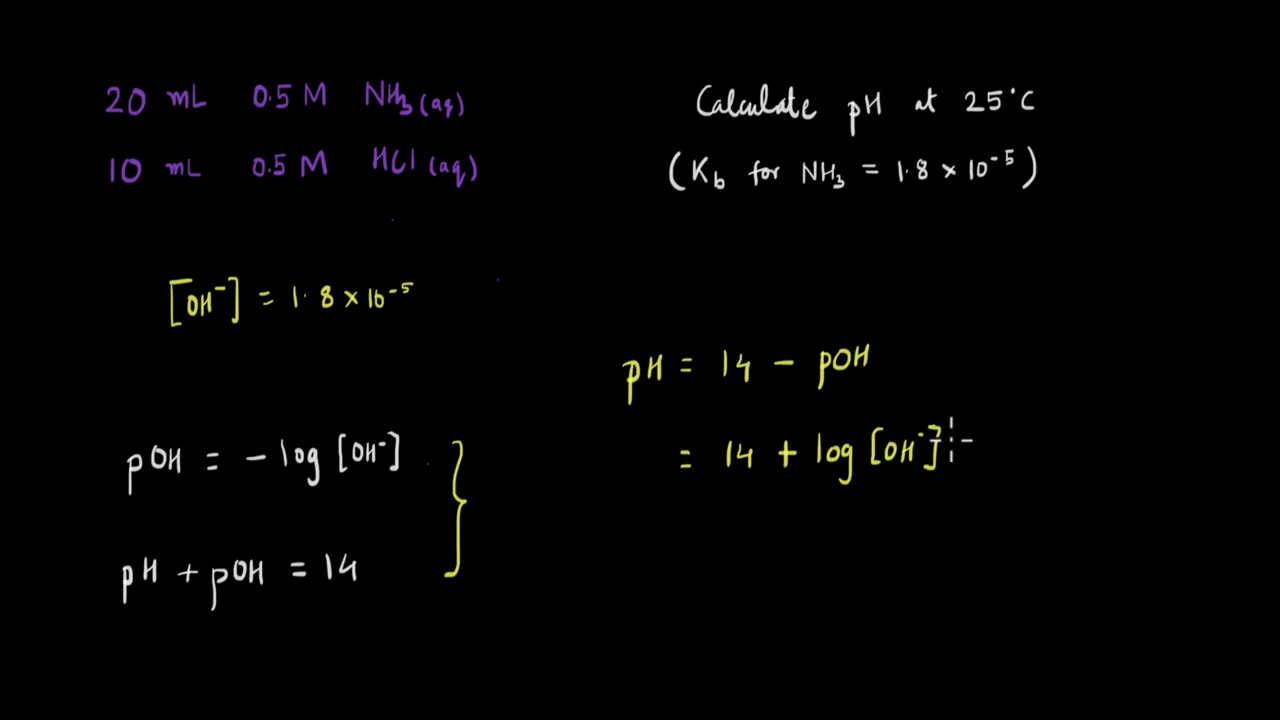 20 mL 0.5 M NH₃(aq)
10 mL 0.5 M HCl(aq)
Calculate pH at 25°C
(K_b for NH₃ = 1.8 × 10⁻⁵)
[OH⁻] = 1.8 × 10⁻⁵
pOH = − log [OH⁻]
pH + pOH = 14
pH = 14 − pOH
= 14 + log [OH⁻]